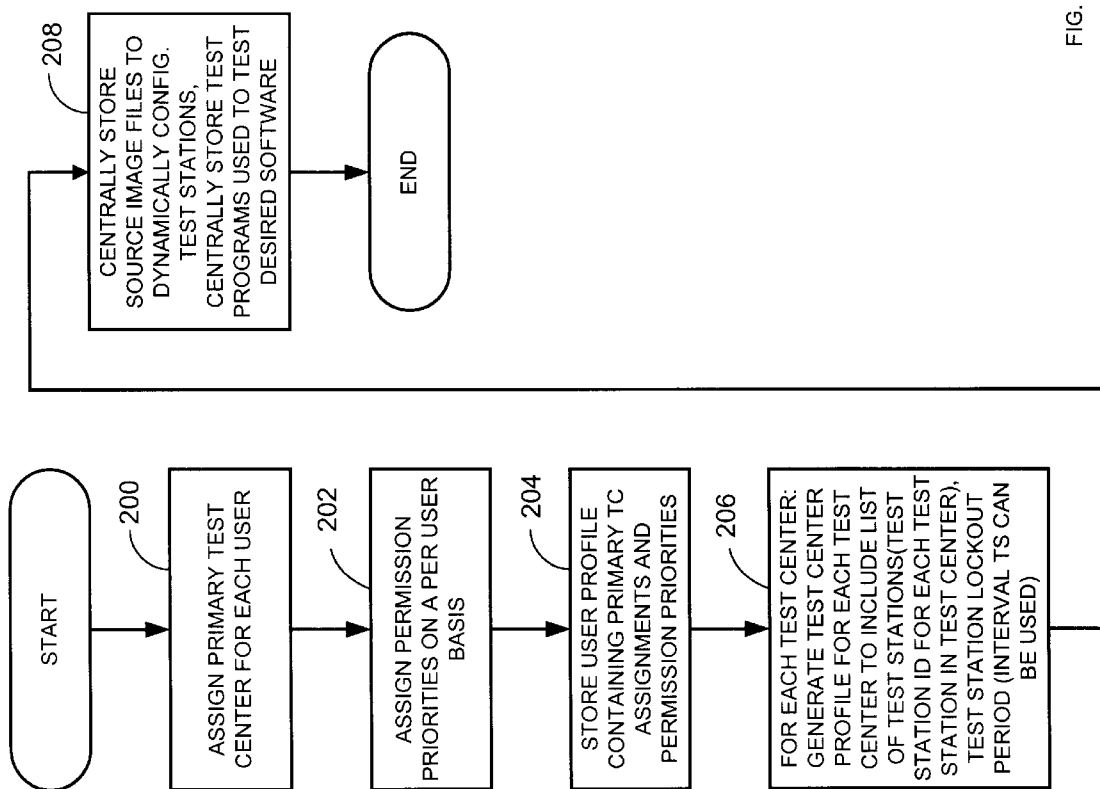 START
200
ASSIGN PRIMARY TEST
CENTER FOR EACH USER
202
ASSIGN PERMISSION
PRIORITIES ON A PER USER
BASIS
204
STORE USER PROFILE
CONTAINING PRIMARY TC
ASSIGNMENTS AND
PERMISSION PRIORITIES
206
FOR EACH TEST CENTER:
GENERATE TEST CENTER
PROFILE FOR EACH TEST
CENTER TO INCLUDE LIST
OF TEST STATIONS(TEST
STATION ID FOR EACH TEST
STATION IN TEST CENTER),
TEST STATION LOCKOUT
PERIOD (INTERVAL TS CAN
BE USED)
208
CENTRALLY STORE
SOURCE IMAGE FILES TO
DYNAMICALLY CONFIG.
TEST STATIONS,
CENTRALLY STORE TEST
PROGRAMS USED TO TEST
DESIRED SOFTWARE
END
FIG.